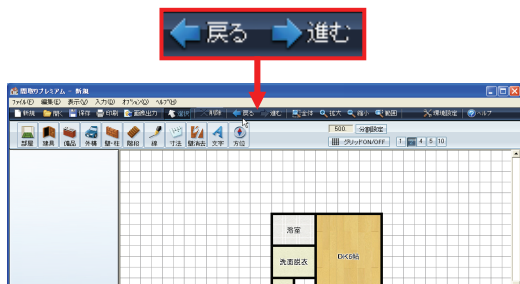 戻る 進む
間取りプレミアム - 新規
ファイル(F) 編集(E) 表示(V) 入力(I) オプション(O) ヘルプ(H)
新規 開く 保存 印刷 画像出力 選択 削除 戻る 進む 全体 拡大 縮小 範囲 環境設定 ヘルプ
500 分割設定
部屋 建具 備品 外構 壁・柱 階段 線 寸法 壁消去 文字 方位
グリッドON/OFF 1 4 5 10
浴室
洗面脱衣 DK6帖